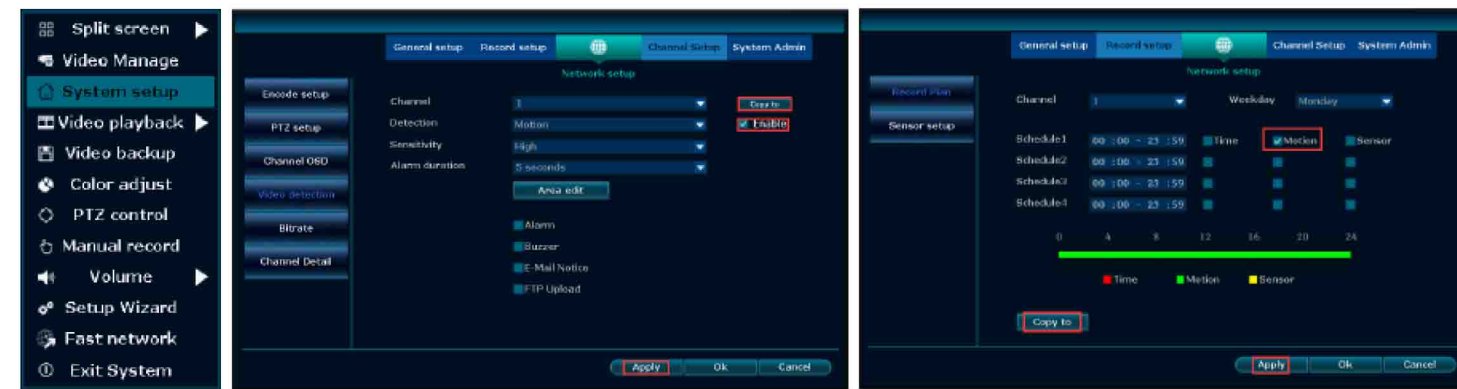 Split screen
Video Manage
System setup
Video playback
Video backup
Color adjust
PTZ control
Manual record
Volume
Setup Wizard
Fast network
Exit System
General setup Record setup Channel Setup System Admin
Network setup
Encode setup
PTZ setup
Channel OSD
Video detection
Bitrate
Channel Detail
Channel 1 Copy to
Detection Motion Enable
Sensitivity High
Alarm duration 5 seconds
Area edit
Alarm
Buzzer
E-Mail Notice
FTP Upload
Apply Ok Cancel
General setup Record setup Channel Setup System Admin
Network setup
Record Plan
Sensor setup
Channel 1 Weekday Monday
Schedule1 00 :00 - 23 :59 Time Motion Sensor
Schedule2 00 :00 - 23 :59
Schedule3 00 :00 - 23 :59
Schedule4 00 :00 - 23 :59
0 4 8 12 16 20 24
Time Motion Sensor
Copy to
Apply Ok Cancel